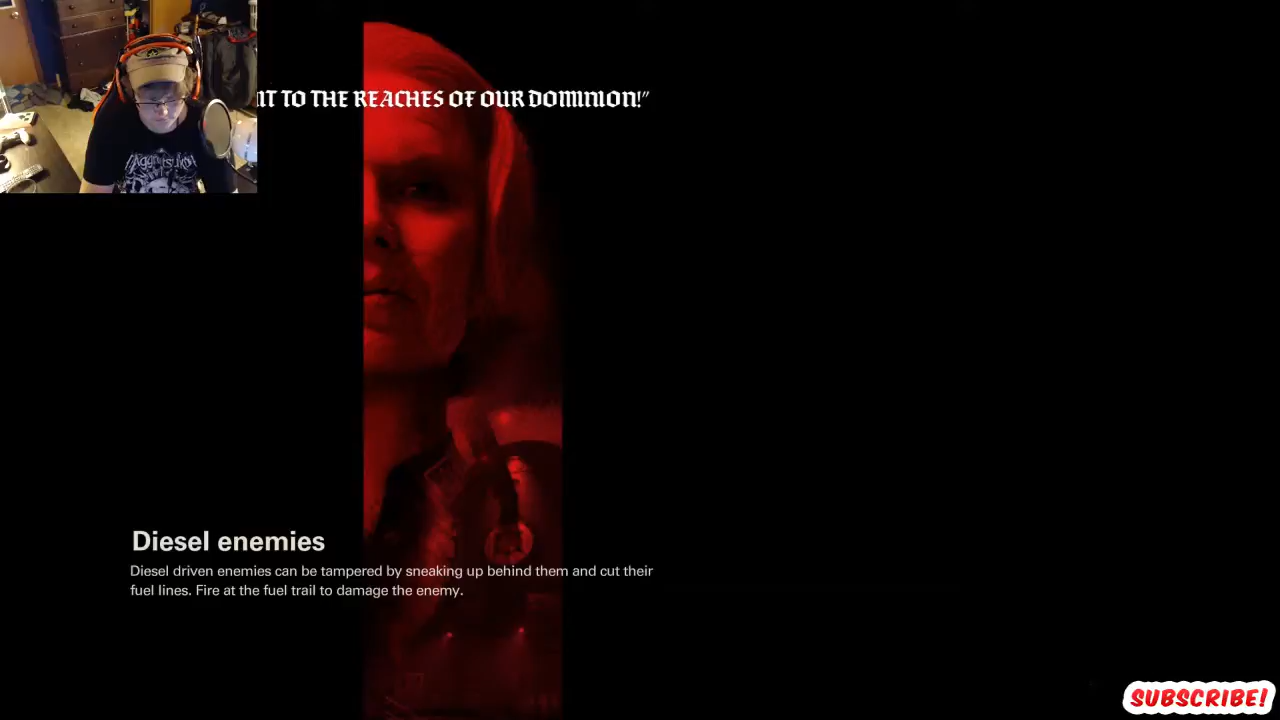 TO THE REACHES OF OUR DOMINION!”
Diesel enemies
Diesel driven enemies can be tampered by sneaking up behind them and cut their
fuel lines. Fire at the fuel trail to damage the enemy.
SUBSCRIBE!